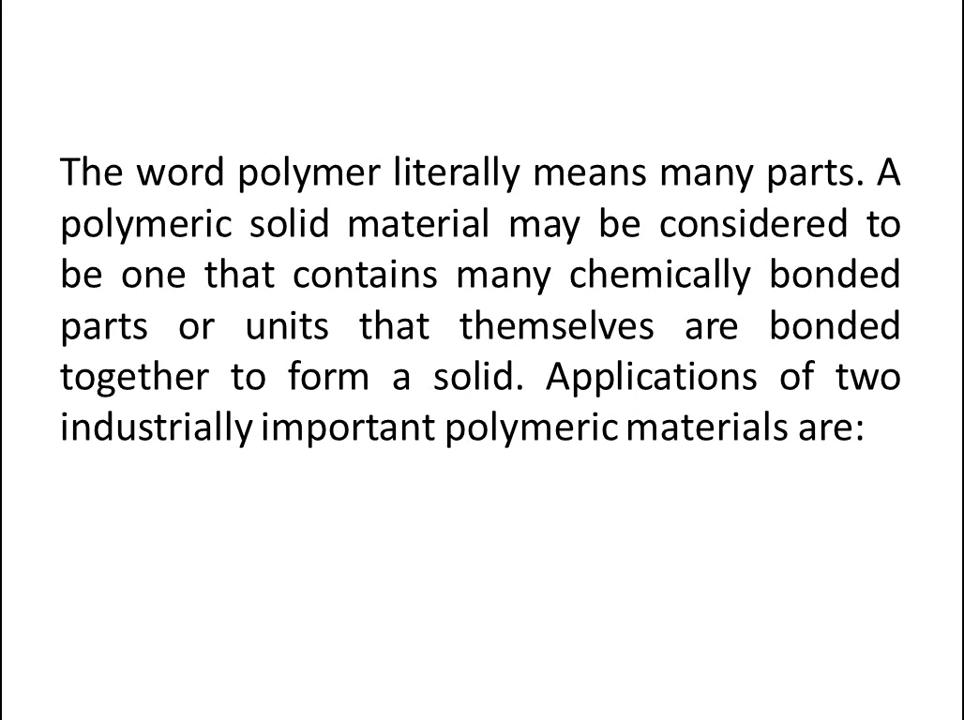 The word polymer literally means many parts. A
polymeric solid material may be considered to
be one that contains many chemically bonded
parts or units that themselves are bonded
together to form a solid. Applications of two
industrially important polymeric materials are: